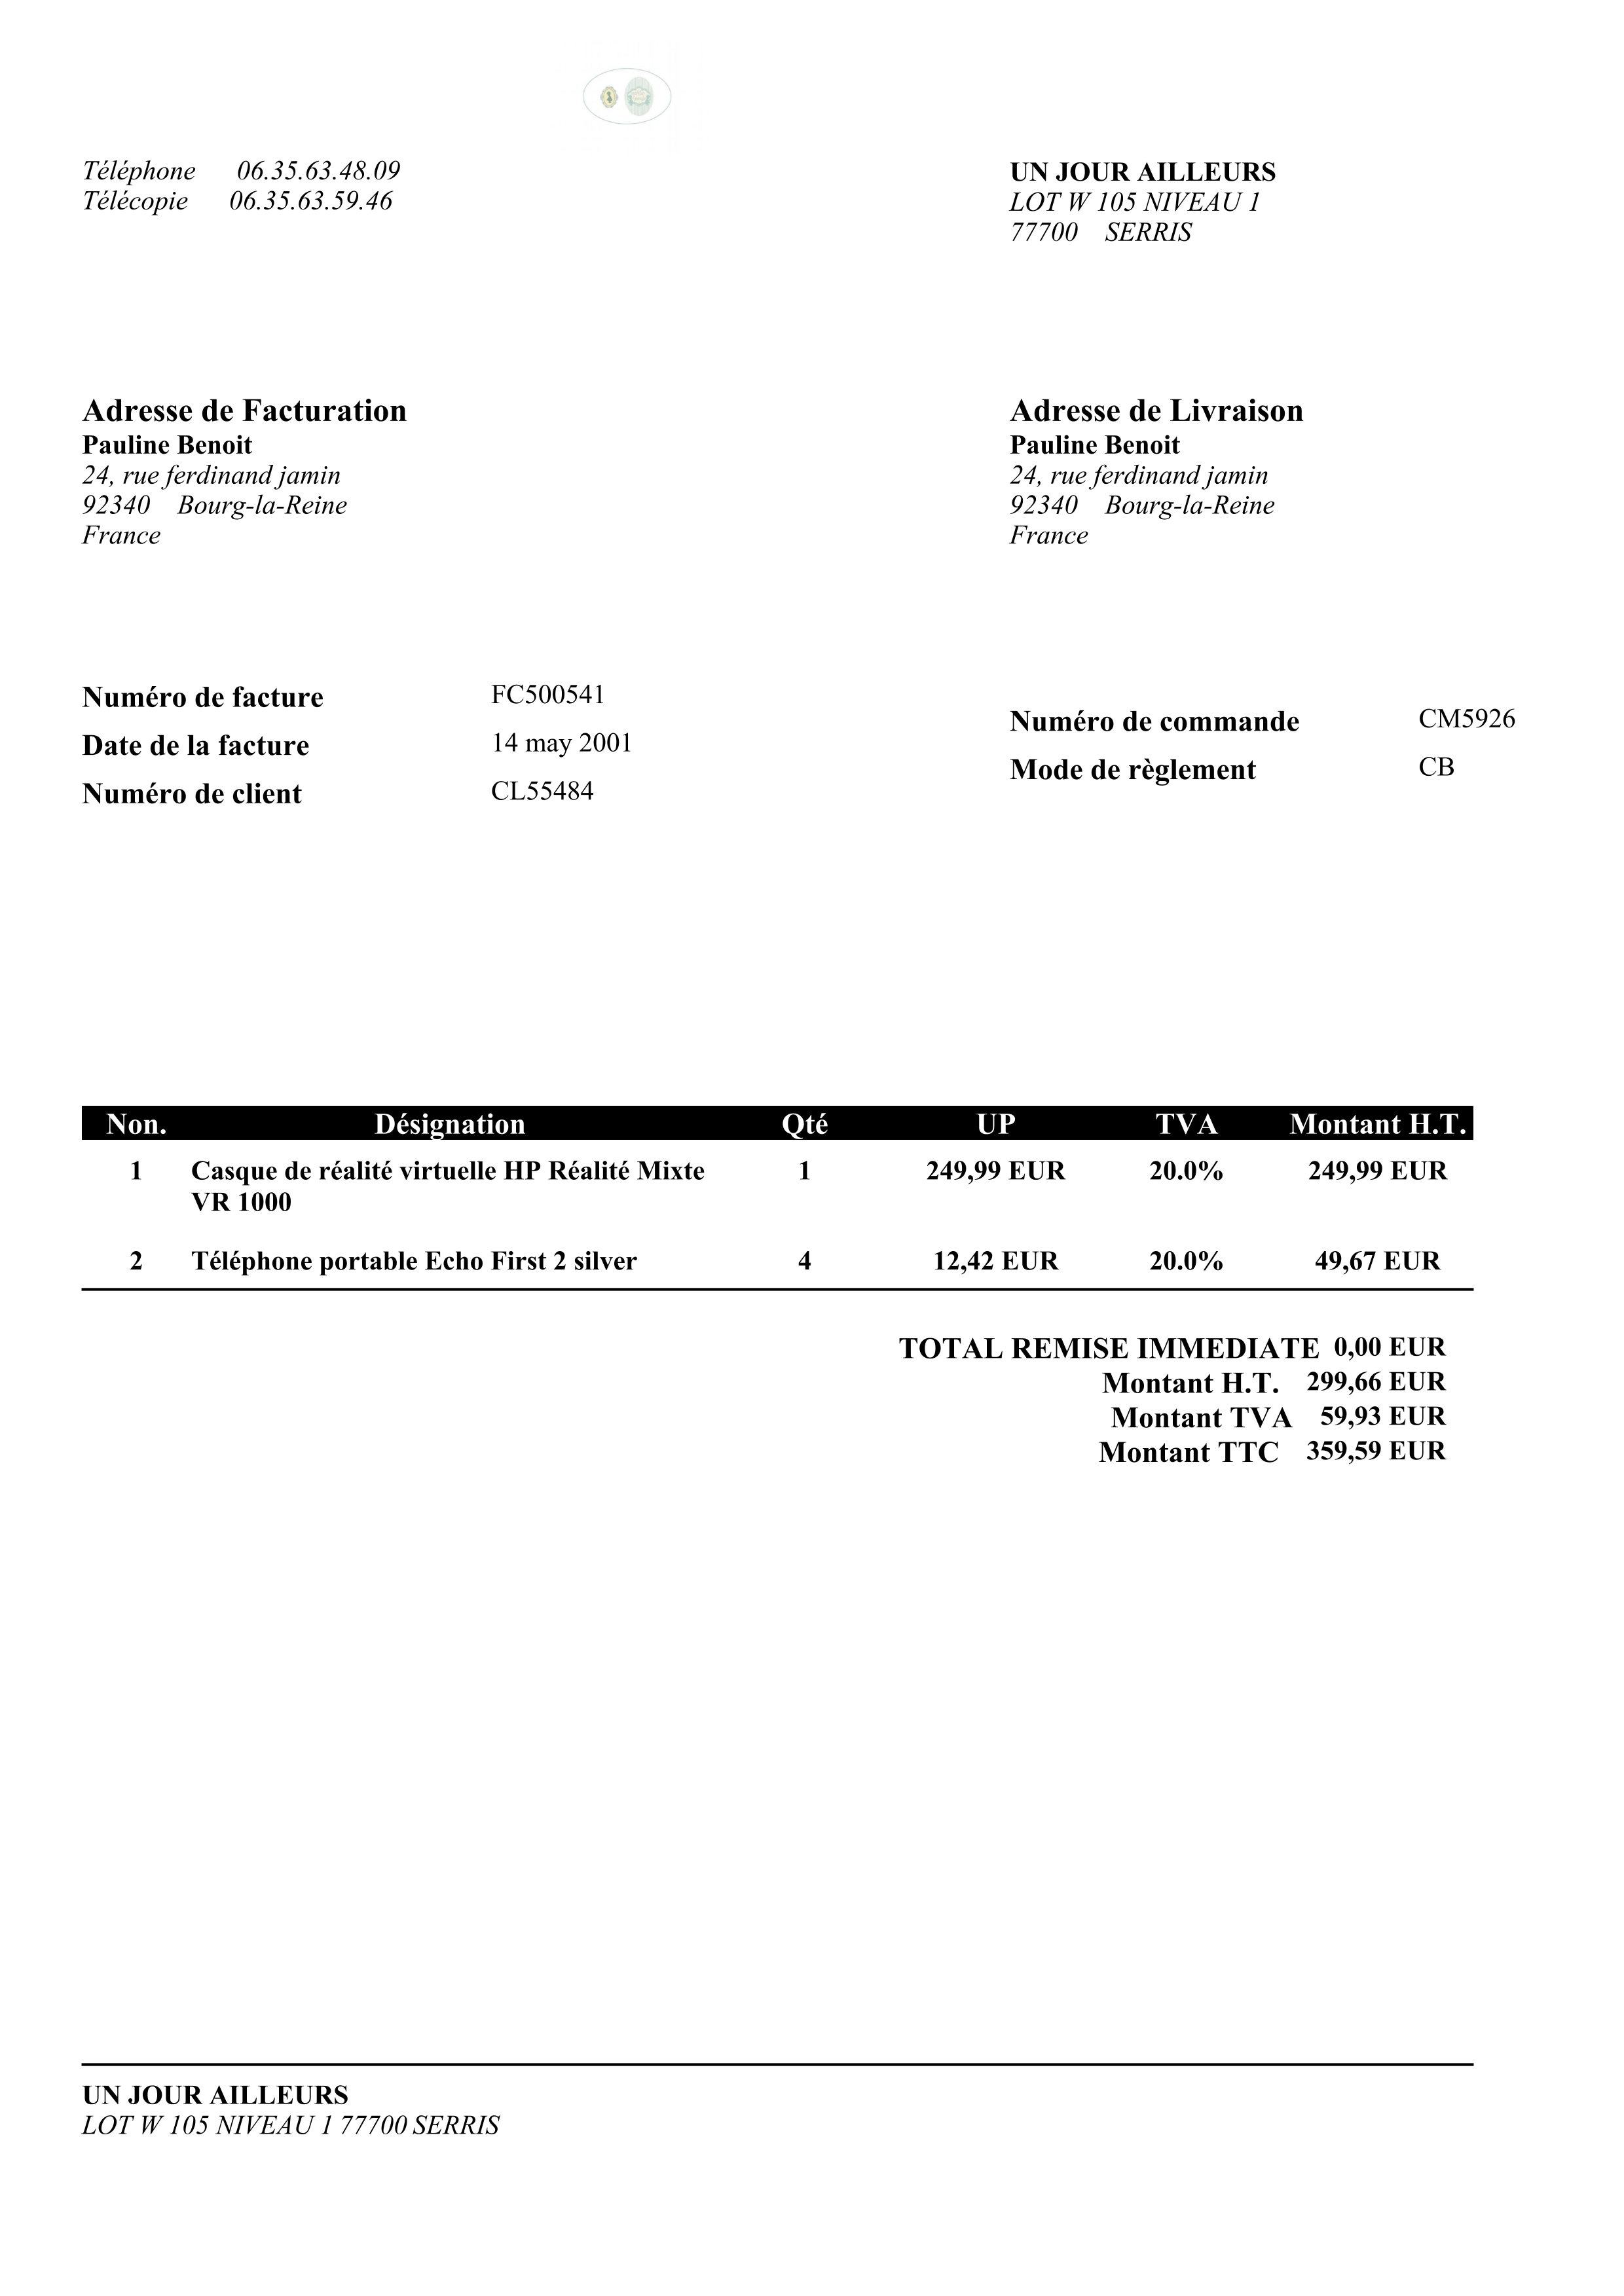 Téléphone 06.35.63.48.09
Télécopie 06.35.63.59.46
UN JOUR AILLEURS
LOT W 105 NIVEAU 1
77700 SERRIS
Adresse de Facturation
Pauline Benoit
24, rue ferdinand jamin
92340 Bourg-la-Reine
France
Adresse de Livraison
Pauline Benoit
24, rue ferdinand jamin
92340 Bourg-la-Reine
France
Numéro de facture FC500541
Date de la facture 14 may 2001
Numéro de client CL55484
Numéro de commande CM5926
Mode de règlement CB
Non. Désignation Qté UP TVA Montant H.T.
1 Casque de réalité virtuelle HP Réalité Mixte 1 249,99 EUR 20.0% 249,99 EUR
VR 1000
2 Téléphone portable Echo First 2 silver 4 12,42 EUR 20.0% 49,67 EUR
TOTAL REMISE IMMEDIATE 0,00 EUR
Montant H.T. 299,66 EUR
Montant TVA 59,93 EUR
Montant TTC 359,59 EUR
UN JOUR AILLEURS
LOT W 105 NIVEAU 1 77700 SERRIS